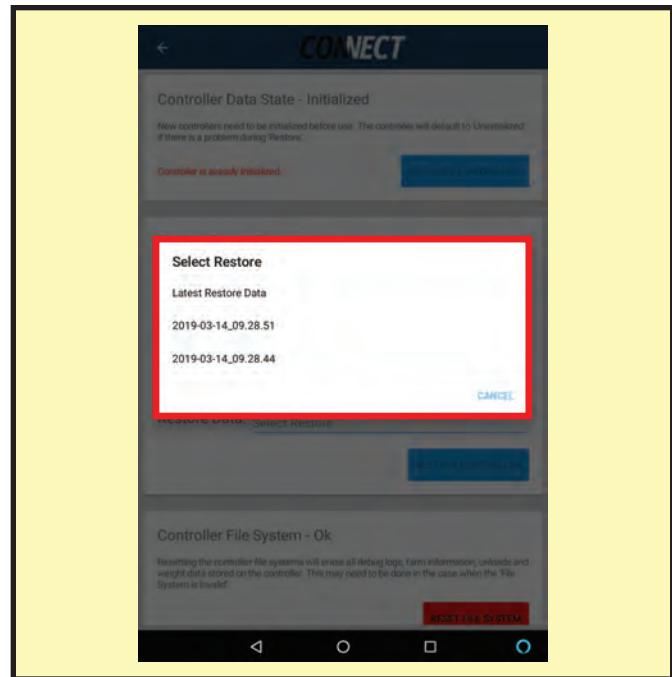 CONNECT
Controller Data State - Initialized
New controllers need to be initialized before use. The controller will default to 'Uninitialized'
if there is a problem during 'Restore'.
Controller is already initialized.
Select Restore
Latest Restore Data
2019-03-14_09.28.51
2019-03-14_09.28.44
CANCEL
Restore Data: Select Restore
Controller File System - Ok
Resetting the controller file systems will erase all debug logs, farm information, unloads and
weight data stored on the controller. This may need to be done in the case when the 'File
System is Invalid'.
RESET FILE SYSTEM